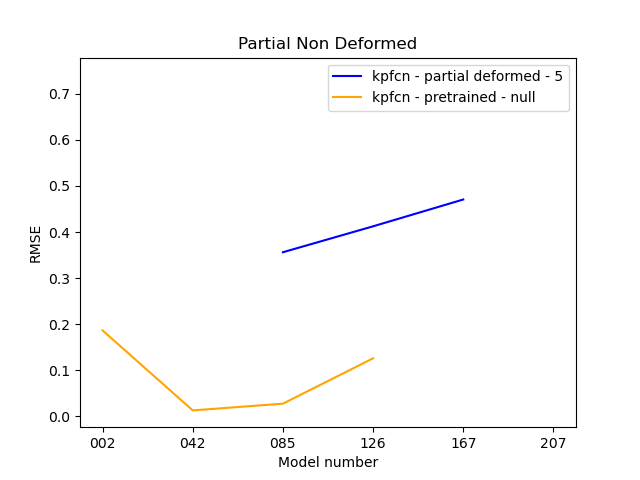 Partial Non Deformed
kpfcn - partial deformed - 5
kpfcn - pretrained - null
RMSE
0.7
0.6
0.5
0.4
0.3
0.2
0.1
0.0
002 042 085 126 167 207
Model number